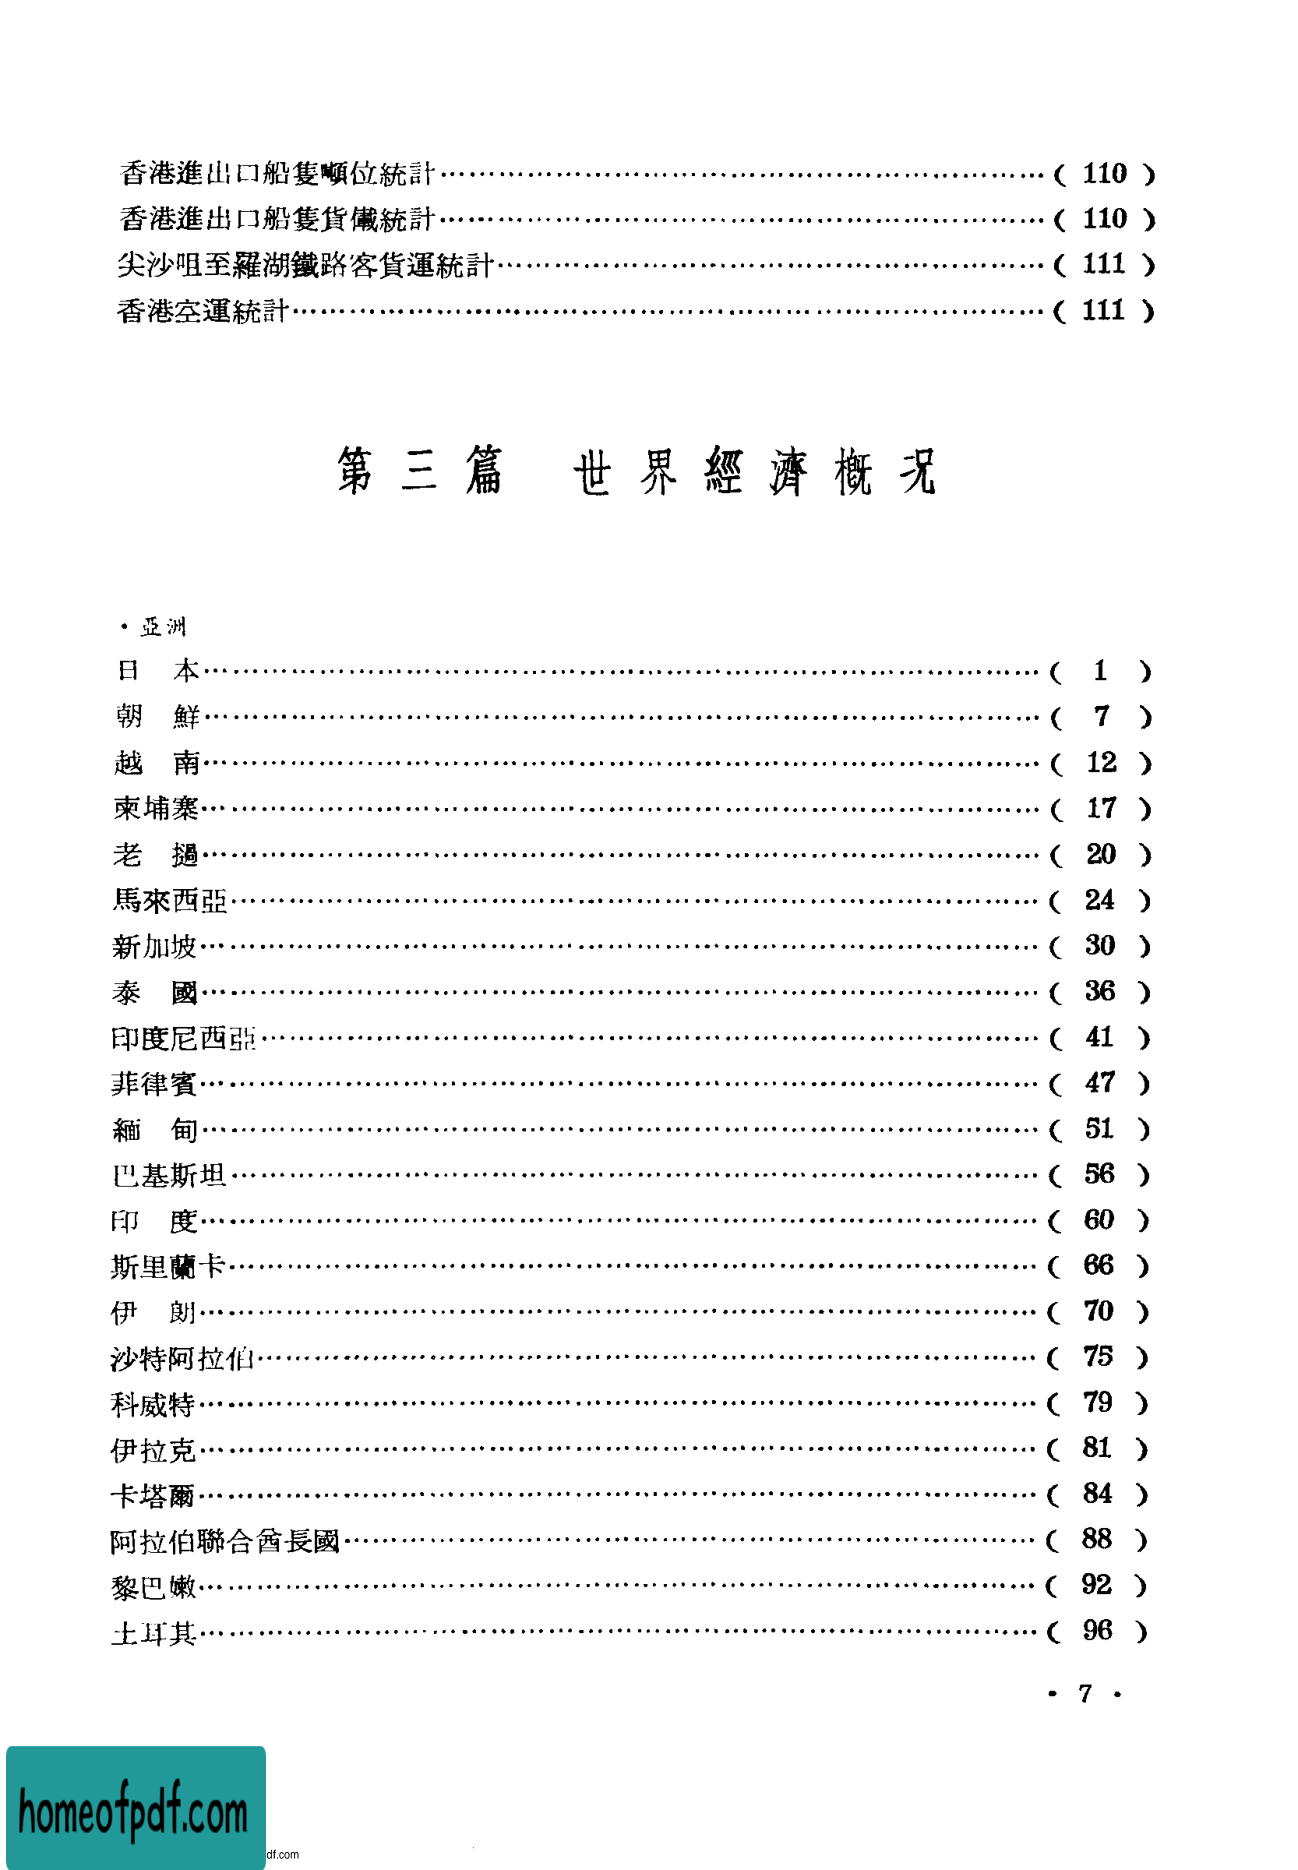 香港進出口船隻噸位統計……………………………………( 110 )
香港進出口船隻貨儎統計……………………………………( 110 )
尖沙咀至羅湖鐵路客貨運統計………………………………( 111 )
香港空運統計…………………………………………………( 111 )
第三篇 世界經濟概況
·亞洲
日 本…………………………………………………………( 1 )
朝 鮮…………………………………………………………( 7 )
越 南…………………………………………………………( 12 )
柬埔寨…………………………………………………………( 17 )
老 撾…………………………………………………………( 20 )
馬來西亞………………………………………………………( 24 )
新加坡…………………………………………………………( 30 )
泰 國…………………………………………………………( 36 )
印度尼西亞……………………………………………………( 41 )
菲律賓…………………………………………………………( 47 )
緬 甸…………………………………………………………( 51 )
巴基斯坦………………………………………………………( 56 )
印 度…………………………………………………………( 60 )
斯里蘭卡………………………………………………………( 66 )
伊 朗…………………………………………………………( 70 )
沙特阿拉伯……………………………………………………( 75 )
科威特…………………………………………………………( 79 )
伊拉克…………………………………………………………( 81 )
卡塔爾…………………………………………………………( 84 )
阿拉伯聯合酋長國……………………………………………( 88 )
黎巴嫩…………………………………………………………( 92 )
土耳其…………………………………………………………( 96 )
· 7 ·
homeofpdf.com
df.com